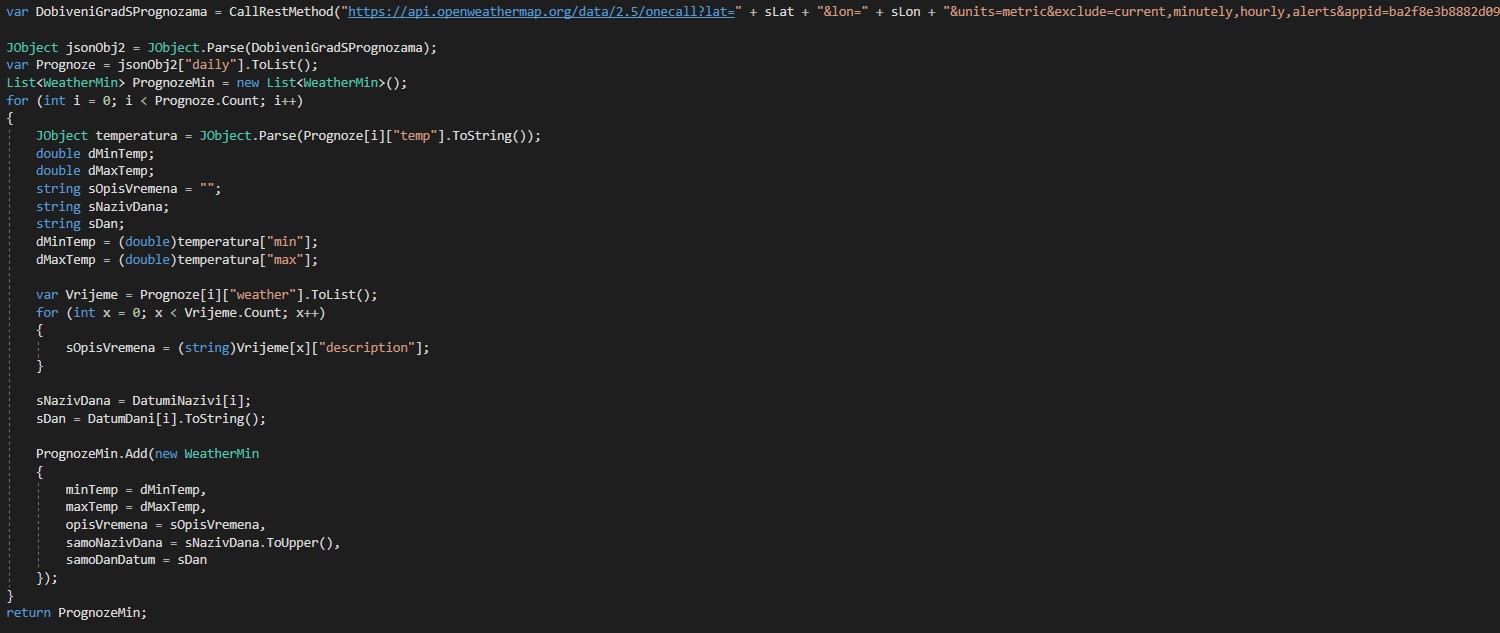 var DobiveniGradSPrognozama = CallRestMethod("https://api.openweathermap.org/data/2.5/onecall?lat=" + sLat + "&lon=" + sLon + "&units=metric&exclude=current,minutely,hourly,alerts&appid=ba2f8e3b8882d09
JObject jsonObj2 = JObject.Parse(DobiveniGradSPrognozama);
var Prognoze = jsonObj2["daily"].ToList();
List<WeatherMin> PrognozeMin = new List<WeatherMin>();
for (int i = 0; i < Prognoze.Count; i++)
{
JObject temperatura = JObject.Parse(Prognoze[i]["temp"].ToString());
double dMinTemp;
double dMaxTemp;
string sOpisVremena = "";
string sNazivDana;
string sDan;
dMinTemp = (double)temperatura["min"];
dMaxTemp = (double)temperatura["max"];
var Vrijeme = Prognoze[i]["weather"].ToList();
for (int x = 0; x < Vrijeme.Count; x++)
{
sOpisVremena = (string)Vrijeme[x]["description"];
}
sNazivDana = DatumiNazivi[i];
sDan = DatumDani[i].ToString();
PrognozeMin.Add(new WeatherMin
{
minTemp = dMinTemp,
maxTemp = dMaxTemp,
opisVremena = sOpisVremena,
samoNazivDana = sNazivDana.ToUpper(),
samoDanDatum = sDan
});
}
return PrognozeMin;